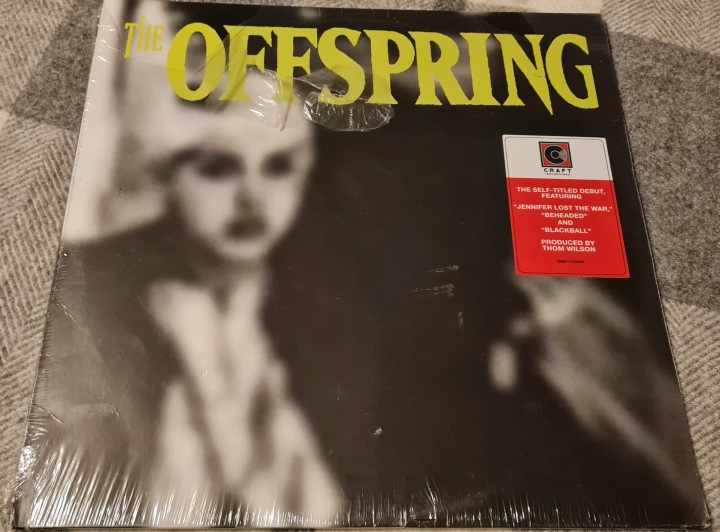 THE OFFSPRING
CRAFT
RECORDINGS
THE SELF-TITLED DEBUT,
FEATURING
"JENNIFER LOST THE WAR,"
"BEHEADED"
AND
"BLACKBALL"
PRODUCED BY
THOM WILSON